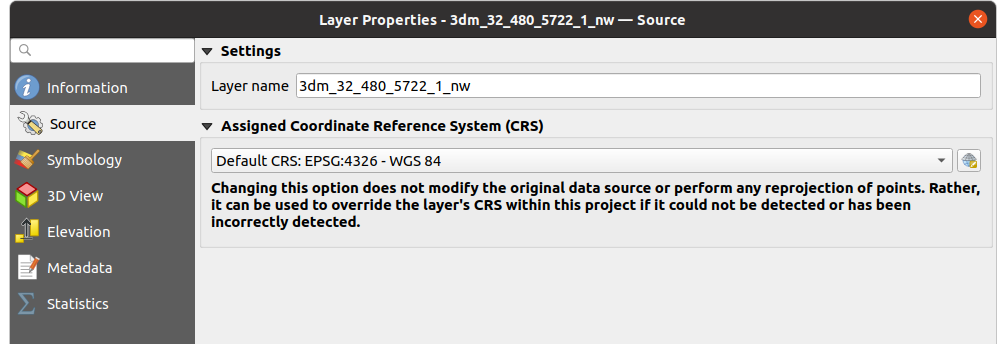 Layer Properties - 3dm_32_480_5722_1_nw — Source
Settings
Information
Layer name 3dm_32_480_5722_1_nw
Source
Assigned Coordinate Reference System (CRS)
Symbology
Default CRS: EPSG:4326 - WGS 84
3D View
Changing this option does not modify the original data source or perform any reprojection of points. Rather,
it can be used to override the layer's CRS within this project if it could not be detected or has been
incorrectly detected.
Elevation
Metadata
Statistics